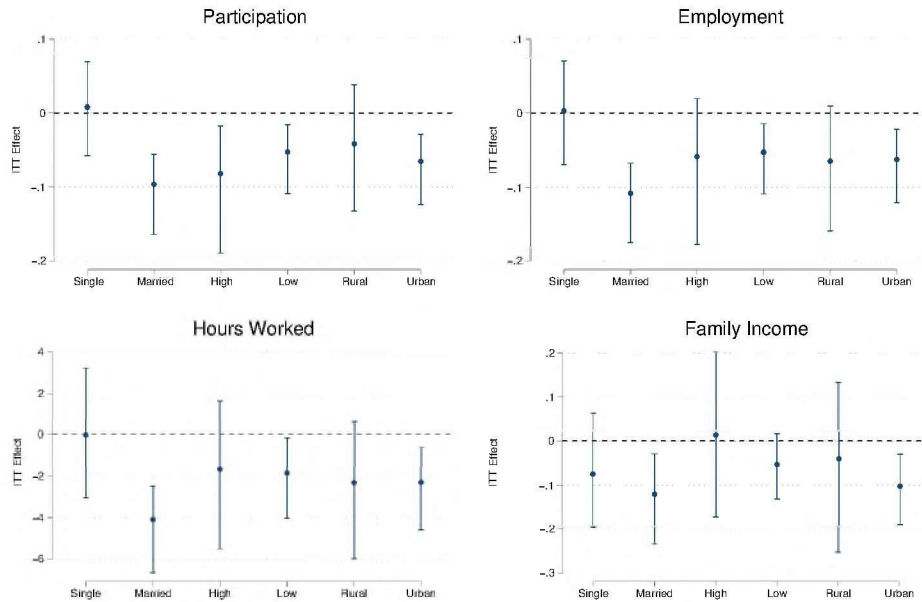 Participation
.1
0
-.1
-.2
ITT Effect
Single Married High Low Rural Urban
Employment
.1
0
-.1
-.2
ITT Effect
Single Married High Low Rural Urban
Hours Worked
4
2
0
-2
-4
-6
ITT Effect
Single Married High Low Rural Urban
Family Income
.2
.1
0
-.1
-.2
-.3
ITT Effect
Single Married High Low Rural Urban